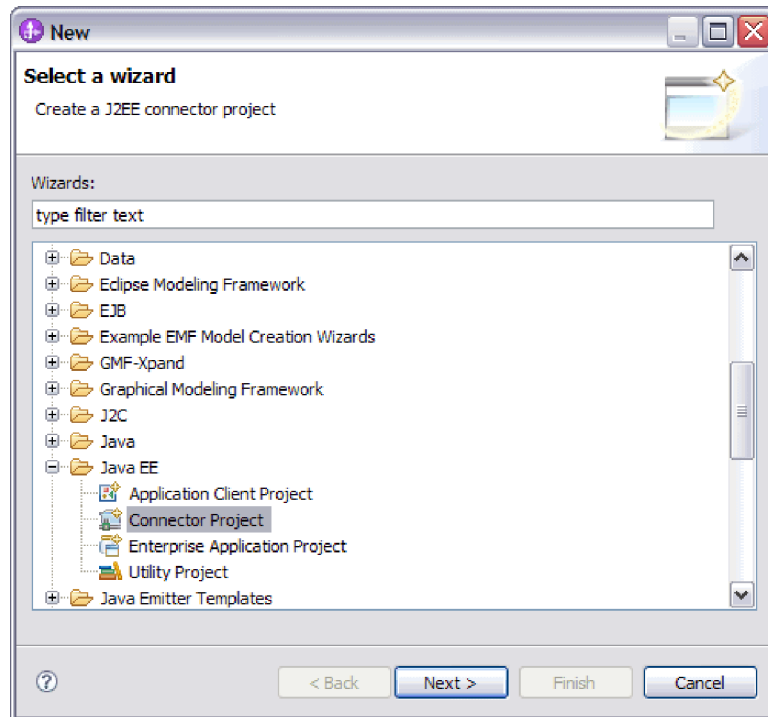 New
Select a wizard
Create a J2EE connector project
Wizards:
type filter text
Data
Eclipse Modeling Framework
EJB
Example EMF Model Creation Wizards
GMF-Xpand
Graphical Modeling Framework
J2C
Java
Java EE
Application Client Project
Connector Project
Enterprise Application Project
Utility Project
Java Emitter Templates
? < Back Next > Finish Cancel